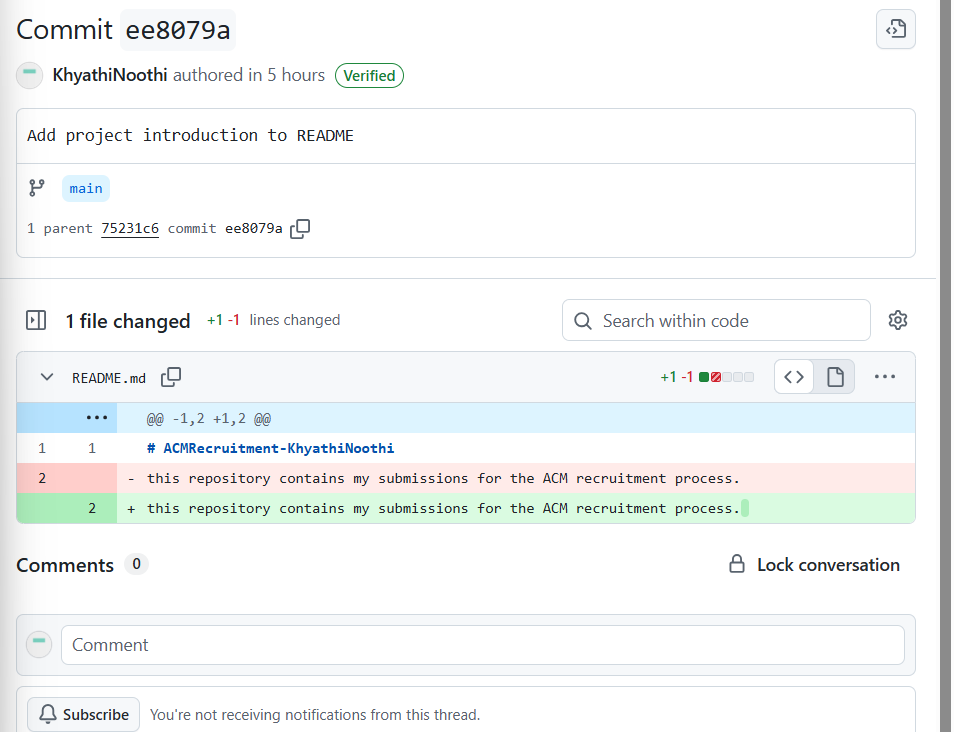 Commit ee8079a
KhyathiNoothi authored in 5 hours Verified
Add project introduction to README
main
1 parent 75231c6 commit ee8079a
1 file changed +1 -1 lines changed
Search within code
README.md
+1 -1
@@ -1,2 +1,2 @@
1 1 # ACMRecruitment-KhyathiNoothi
2 - this repository contains my submissions for the ACM recruitment process.
2 + this repository contains my submissions for the ACM recruitment process.
Comments 0
Lock conversation
Comment
Subscribe You're not receiving notifications from this thread.